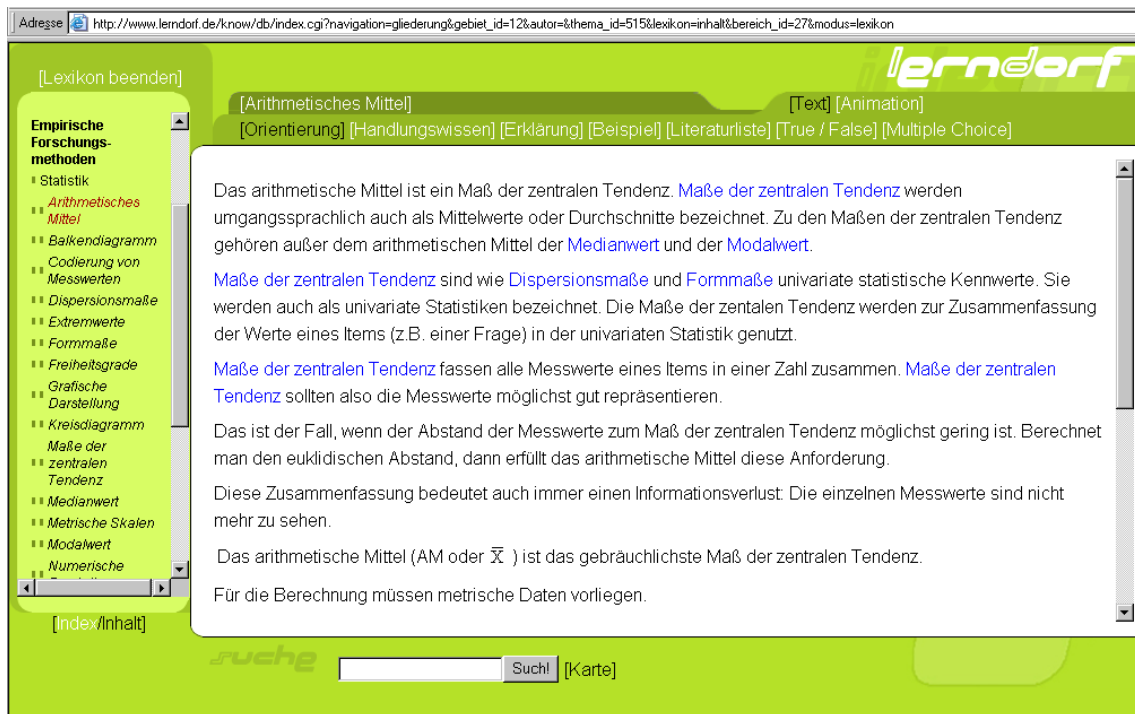 Adresse http://www.lerndorf.de/know/db/index.cgi?navigation=gliederung&gebiet_id=12&autor=&thema_id=515&lexikon=inhalt&bereich_id=27&modus=lexikon
lerndorf
[Lexikon beenden]
[Arithmetisches Mittel] [Text] [Animation]
[Orientierung] [Handlungswissen] [Erklärung] [Beispiel] [Literaturliste] [True / False] [Multiple Choice]
Empirische
Forschungs-
methoden
Statistik
Arithmetisches
Mittel
Balkendiagramm
Codierung von
Messwerten
Dispersionsmaße
Extremwerte
Formmaße
Freiheitsgrade
Grafische
Darstellung
Kreisdiagramm
Maße der
zentralen
Tendenz
Medianwert
Metrische Skalen
Modalwert
Numerische
[Index/Inhalt]
Das arithmetische Mittel ist ein Maß der zentralen Tendenz. Maße der zentralen Tendenz werden
umgangssprachlich auch als Mittelwerte oder Durchschnitte bezeichnet. Zu den Maßen der zentralen Tendenz
gehören außer dem arithmetischen Mittel der Medianwert und der Modalwert.
Maße der zentralen Tendenz sind wie Dispersionsmaße und Formmaße univariate statistische Kennwerte. Sie
werden auch als univariate Statistiken bezeichnet. Die Maße der zentalen Tendenz werden zur Zusammenfassung
der Werte eines Items (z.B. einer Frage) in der univariaten Statistik genutzt.
Maße der zentralen Tendenz fassen alle Messwerte eines Items in einer Zahl zusammen. Maße der zentralen
Tendenz sollten also die Messwerte möglichst gut repräsentieren.
Das ist der Fall, wenn der Abstand der Messwerte zum Maß der zentralen Tendenz möglichst gering ist. Berechnet
man den euklidischen Abstand, dann erfüllt das arithmetische Mittel diese Anforderung.
Diese Zusammenfassung bedeutet auch immer einen Informationsverlust: Die einzelnen Messwerte sind nicht
mehr zu sehen.
Das arithmetische Mittel (AM oder x̅ ) ist das gebräuchlichste Maß der zentralen Tendenz.
Für die Berechnung müssen metrische Daten vorliegen.
suche Such! [Karte]